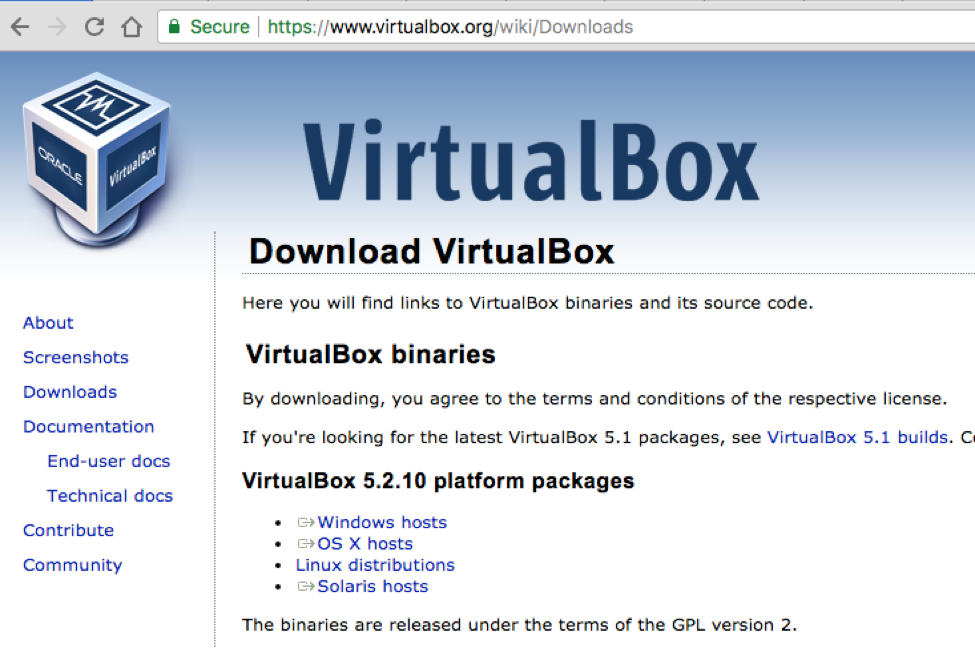 Secure https://www.virtualbox.org/wiki/Downloads
ORACLE
VirtualBox
VirtualBox
Download VirtualBox
Here you will find links to VirtualBox binaries and its source code.
About
Screenshots
Downloads
Documentation
End-user docs
Technical docs
Contribute
Community
VirtualBox binaries
By downloading, you agree to the terms and conditions of the respective license.
If you're looking for the latest VirtualBox 5.1 packages, see VirtualBox 5.1 builds.
VirtualBox 5.2.10 platform packages
Windows hosts
OS X hosts
Linux distributions
Solaris hosts
The binaries are released under the terms of the GPL version 2.